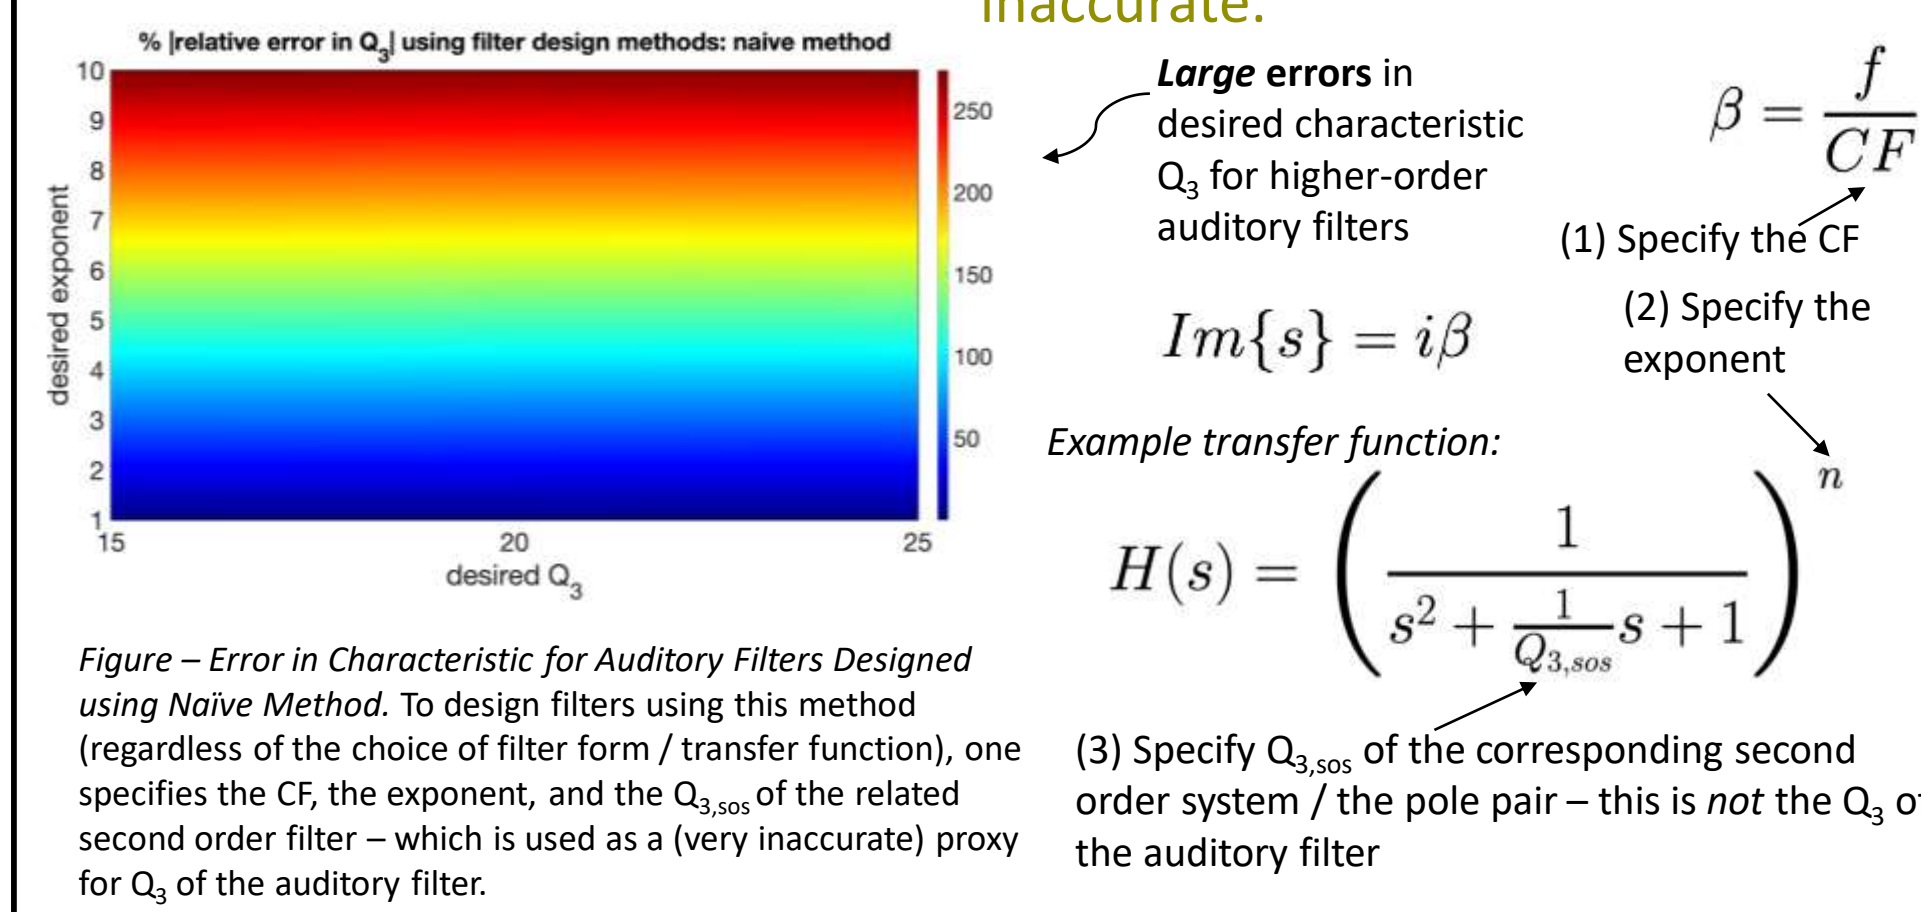 inaccurate.
% |relative error in Q₃| using filter design methods: naive method
10
9
8
7
6
5
4
3
2
1
desired exponent
15
20
25
desired Q₃
250
200
150
100
50
Large errors in
desired characteristic
Q₃ for higher-order
auditory filters
β = f / CF
(1) Specify the CF
(2) Specify the
exponent
Im{s} = iβ
Example transfer function:
H(s) = ( 1 / (s² + (1 / Q₃,sos) s + 1) )ⁿ
(3) Specify Q₃,sos of the corresponding second
order system / the pole pair – this is not the Q₃ of
the auditory filter
Figure – Error in Characteristic for Auditory Filters Designed
using Naïve Method. To design filters using this method
(regardless of the choice of filter form / transfer function), one
specifies the CF, the exponent, and the Q₃,sos of the related
second order filter – which is used as a (very inaccurate) proxy
for Q₃ of the auditory filter.